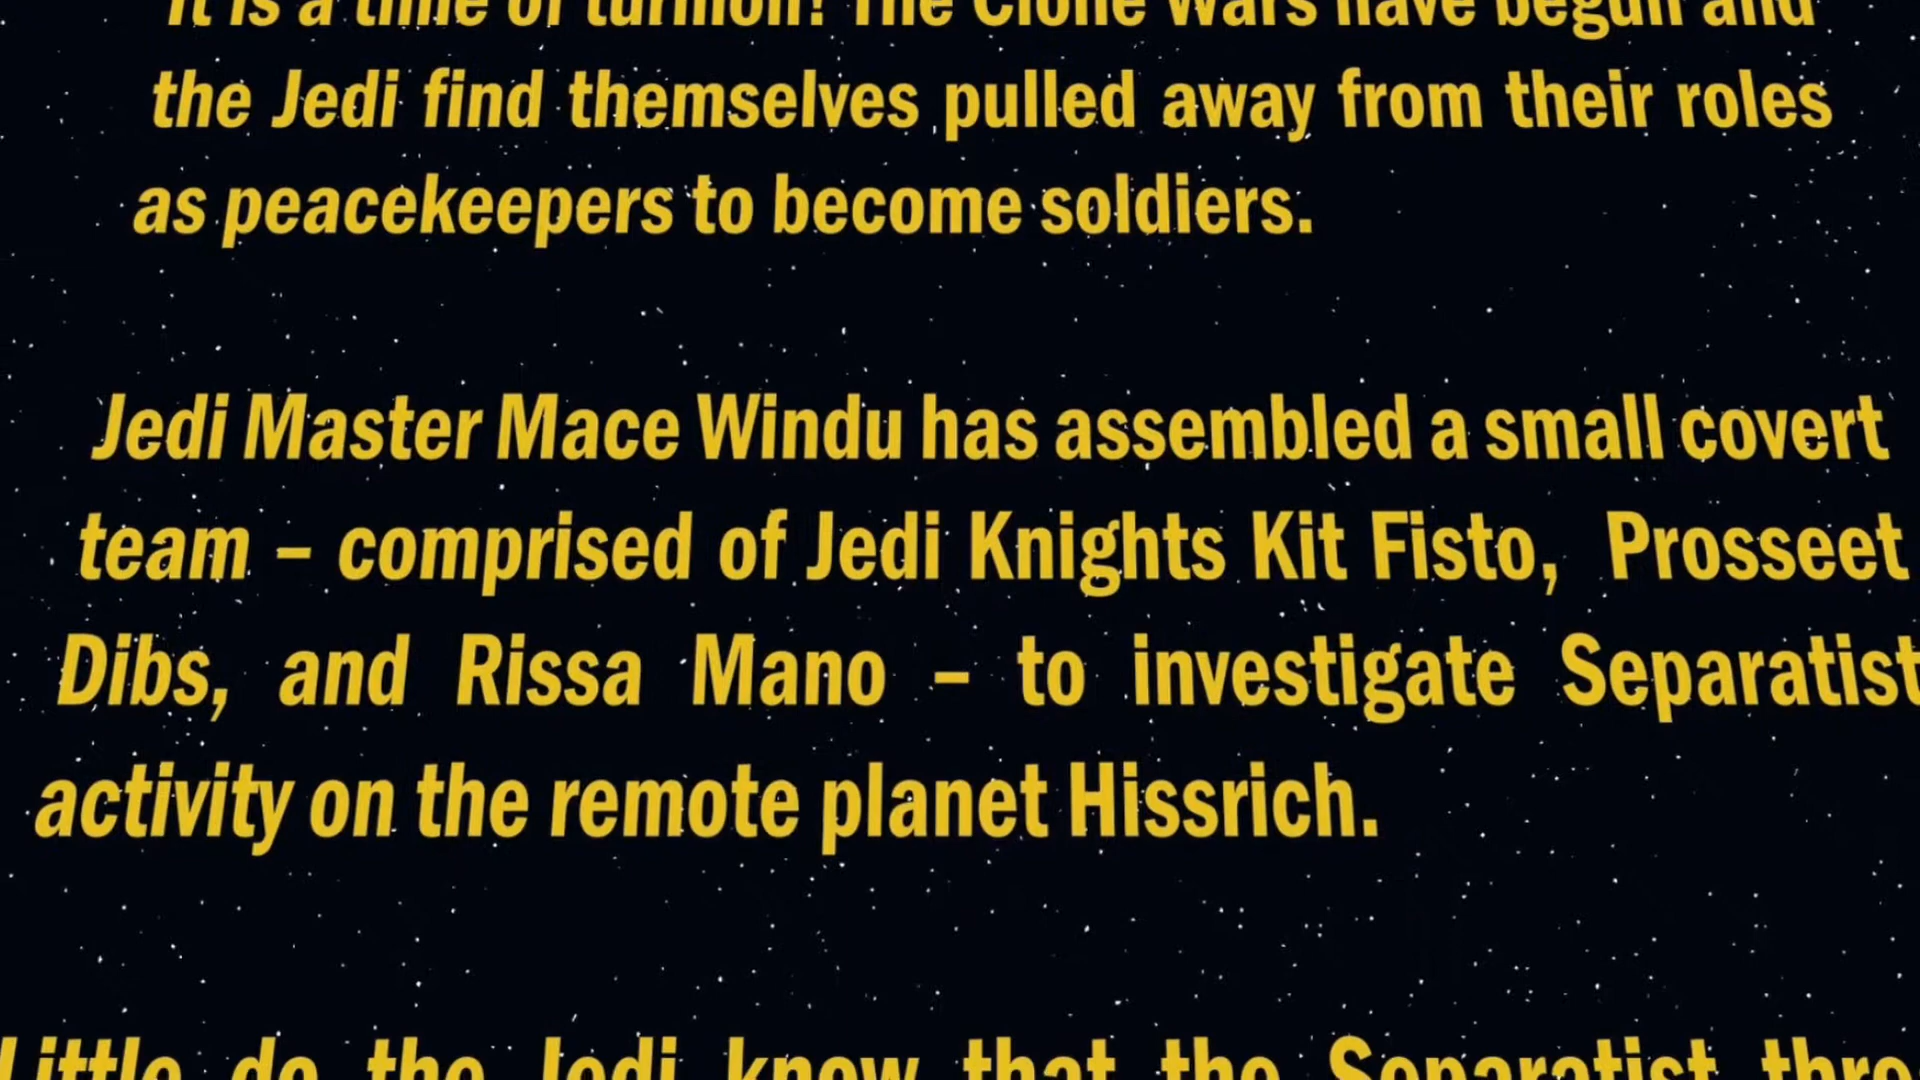 It is a time of turmoil! The Clone Wars have begun and
the Jedi find themselves pulled away from their roles
as peacekeepers to become soldiers.
Jedi Master Mace Windu has assembled a small covert
team – comprised of Jedi Knights Kit Fisto, Prosseet
Dibs, and Rissa Mano – to investigate Separatist
activity on the remote planet Hissrich.
Little do the Jedi know that the Separatist